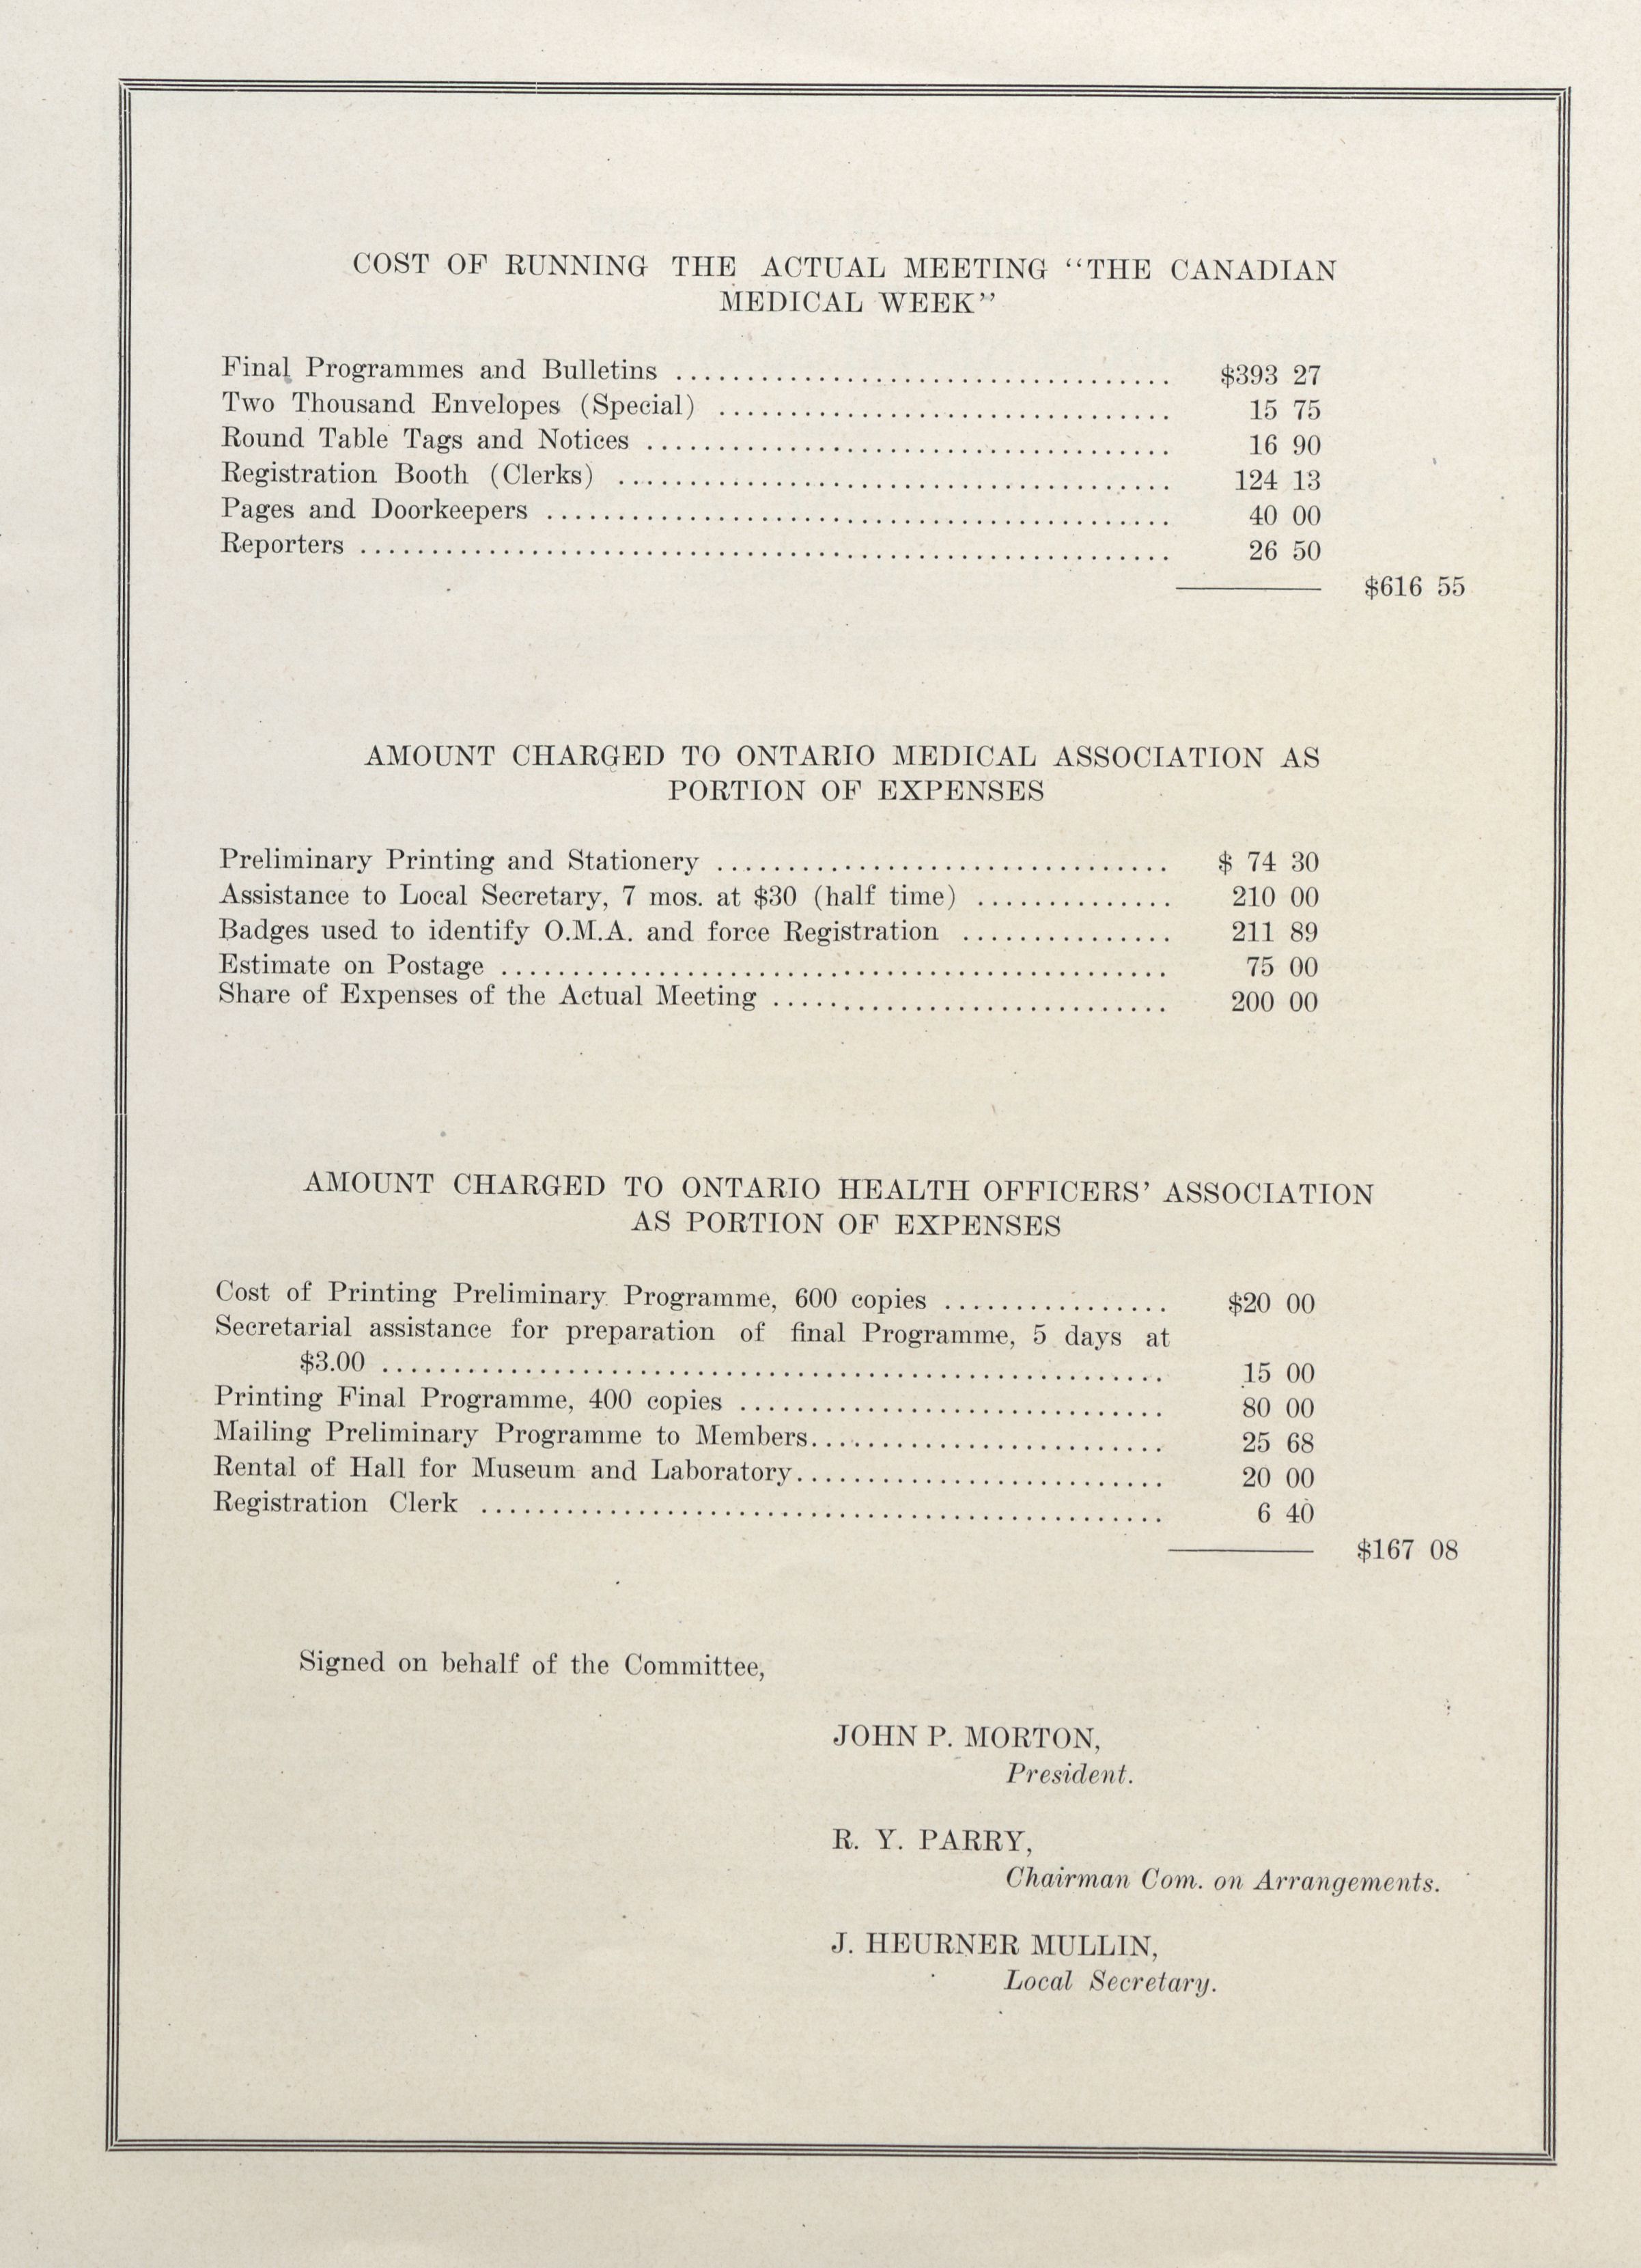 COST OF RUNNING THE ACTUAL MEETING “THE CANADIAN
MEDICAL WEEK”
Final Programmes and Bulletins ........................................ $393 27
Two Thousand Envelopes (Special) ........................................ 15 75
Round Table Tags and Notices ........................................ 16 90
Registration Booth (Clerks) ........................................ 124 13
Pages and Doorkeepers ........................................ 40 00
Reporters ........................................ 26 50
$616 55
AMOUNT CHARGED TO ONTARIO MEDICAL ASSOCIATION AS
PORTION OF EXPENSES
Preliminary Printing and Stationery ................................ $ 74 30
Assistance to Local Secretary, 7 mos. at $30 (half time) .............. 210 00
Badges used to identify O.M.A. and force Registration ............... 211 89
Estimate on Postage ........................................ 75 00
Share of Expenses of the Actual Meeting ............................ 200 00
AMOUNT CHARGED TO ONTARIO HEALTH OFFICERS’ ASSOCIATION
AS PORTION OF EXPENSES
Cost of Printing Preliminary Programme, 600 copies ................ $20 00
Secretarial assistance for preparation of final Programme, 5 days at
$3.00 ........................................ 15 00
Printing Final Programme, 400 copies .............................. 80 00
Mailing Preliminary Programme to Members......................... 25 68
Rental of Hall for Museum and Laboratory.......................... 20 00
Registration Clerk ........................................ 6 40
$167 08
Signed on behalf of the Committee,
JOHN P. MORTON,
President.
R. Y. PARRY,
Chairman Com. on Arrangements.
J. HEURNER MULLIN,
Local Secretary.